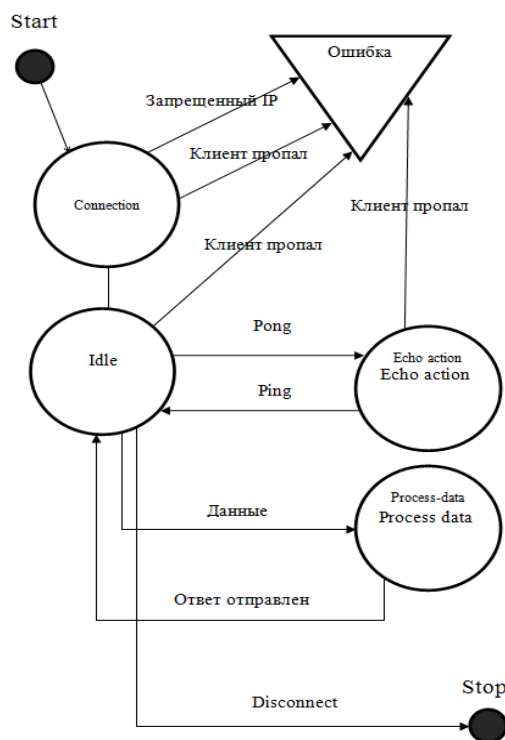 Start
Ошибка
Запрещенный IP
Клиент пропал
Connection
Клиент пропал
Клиент пропал
Pong
Idle
Echo action
Echo action
Ping
Process-data
Process data
Данные
Ответ отправлен
Stop
Disconnect